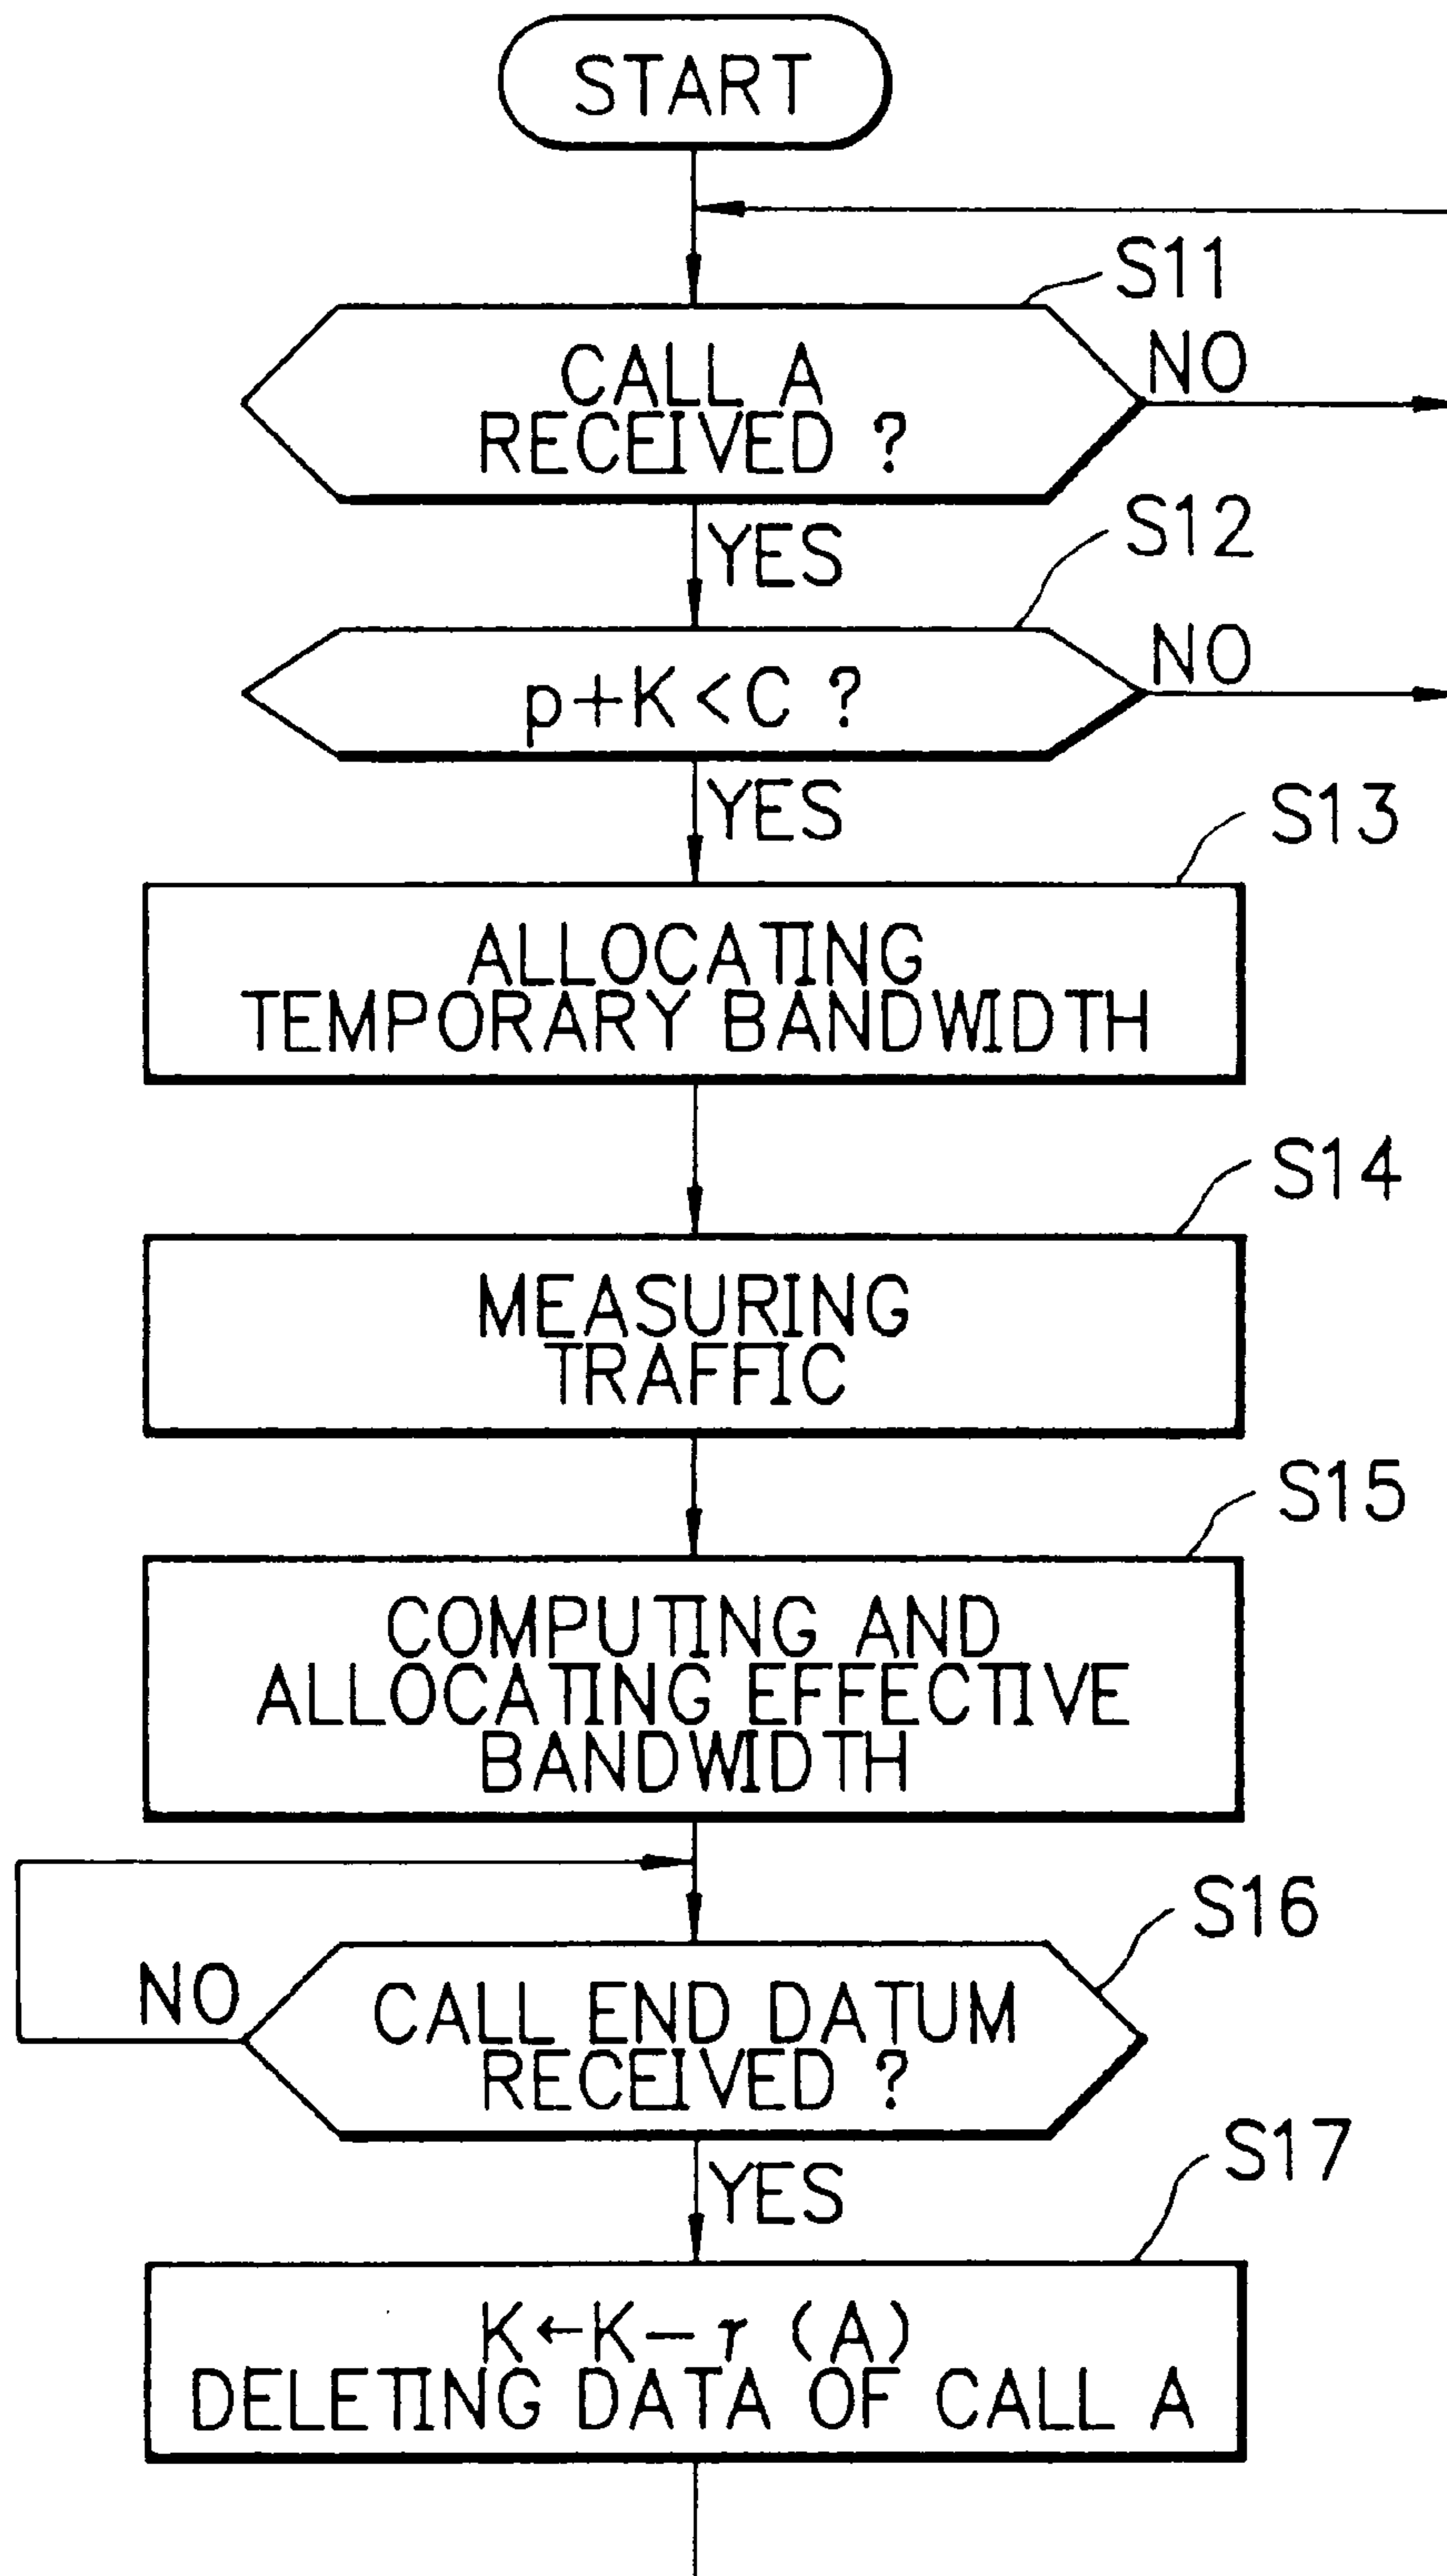 START
S11
CALL A
RECEIVED ?
NO
YES
S12
p+K<C ?
NO
YES
S13
ALLOCATING
TEMPORARY BANDWIDTH
S14
MEASURING
TRAFFIC
S15
COMPUTING AND
ALLOCATING EFFECTIVE
BANDWIDTH
S16
NO
CALL END DATUM
RECEIVED ?
YES
S17
K←K−r (A)
DELETING DATA OF CALL A